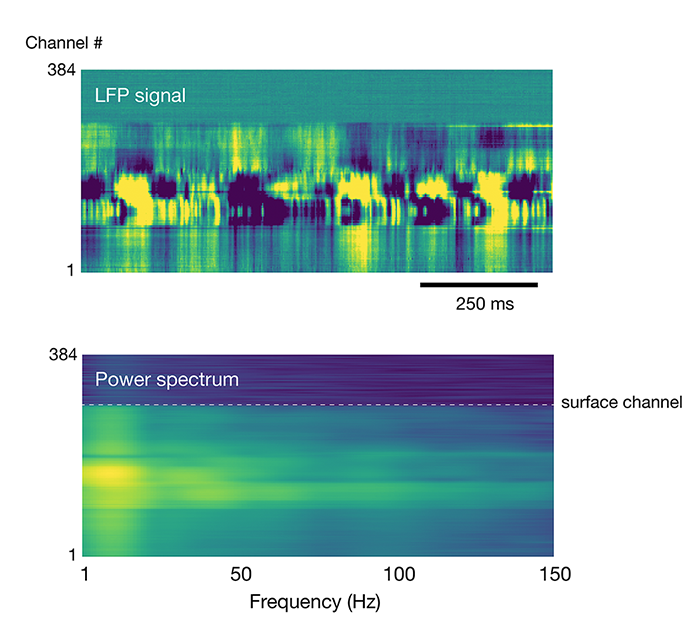 Channel #
384
LFP signal
1
250 ms
384
Power spectrum
surface channel
1
1 50 100 150
Frequency (Hz)